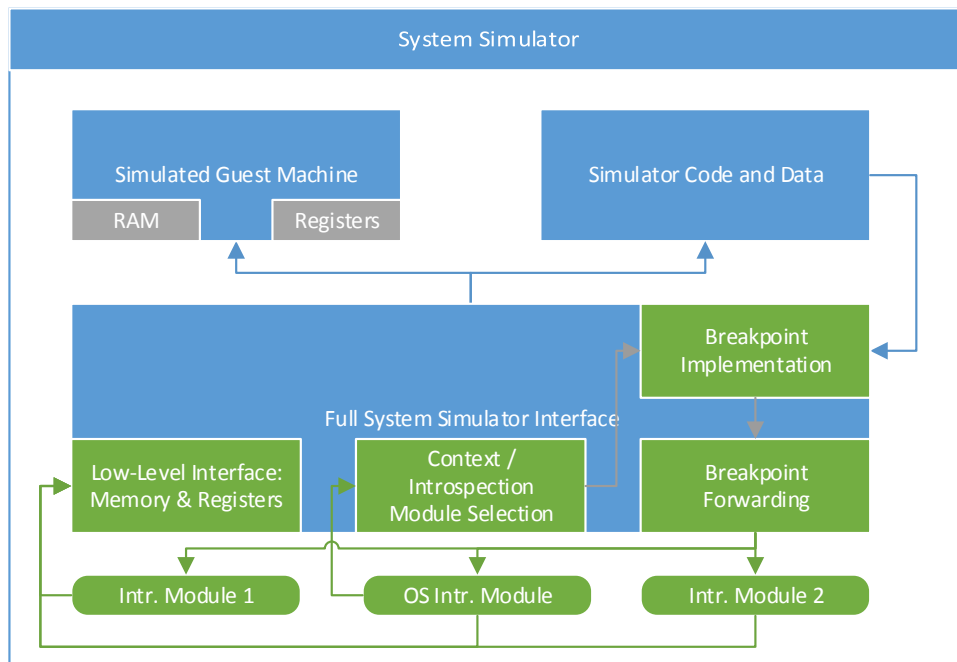 System Simulator
Simulated Guest Machine
RAM
Registers
Simulator Code and Data
Breakpoint
Implementation
Full System Simulator Interface
Low-Level Interface:
Memory & Registers
Context /
Introspection
Module Selection
Breakpoint
Forwarding
Intr. Module 1
OS Intr. Module
Intr. Module 2